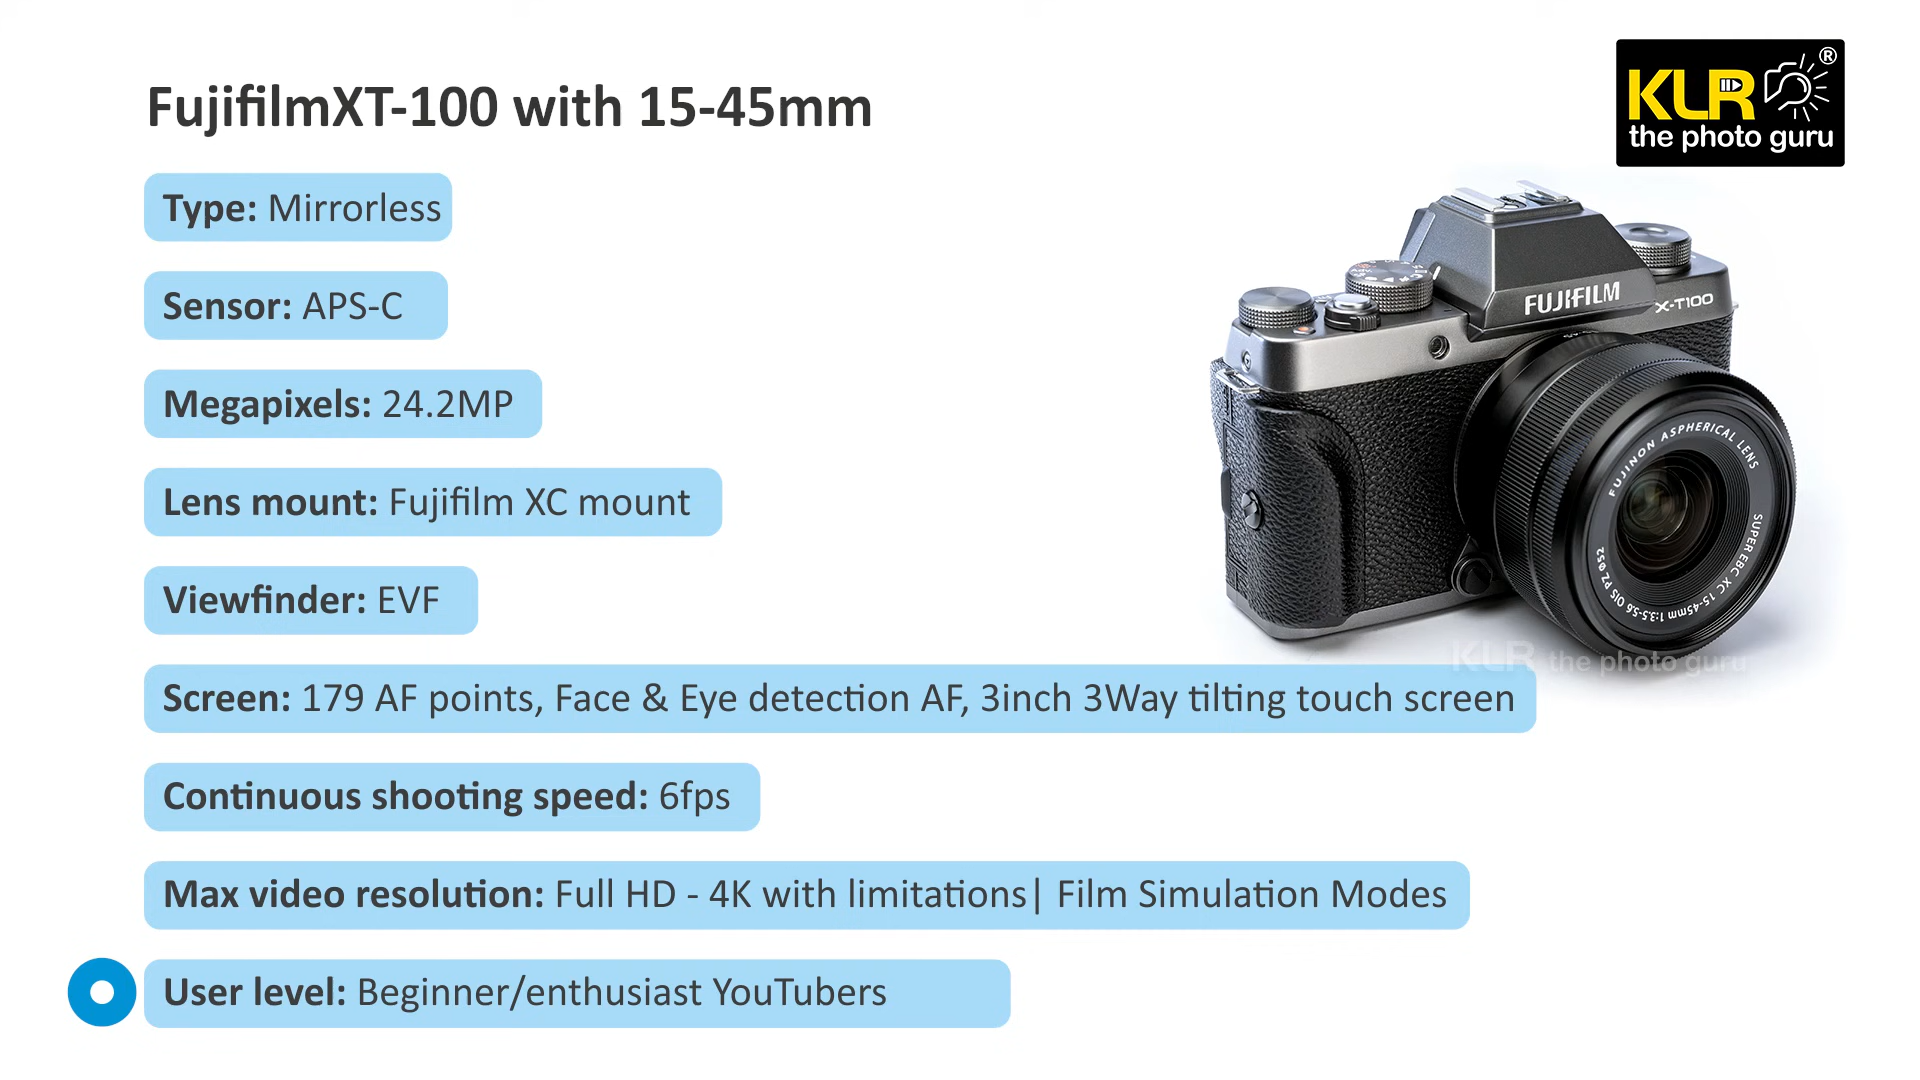 FujifilmXT-100 with 15-45mm
KLR
®
the photo guru
Type: Mirrorless
Sensor: APS-C
Megapixels: 24.2MP
Lens mount: Fujifilm XC mount
Viewfinder: EVF
Screen: 179 AF points, Face & Eye detection AF, 3inch 3Way tilting touch screen
Continuous shooting speed: 6fps
Max video resolution: Full HD - 4K with limitations| Film Simulation Modes
User level: Beginner/enthusiast YouTubers
FUJIFILM
X-T100
FUJINON ASPHERICAL LENS
SUPER EBC XC 15-45mm 1:3.5-5.6 OIS PZ ø52
KLR the photo guru